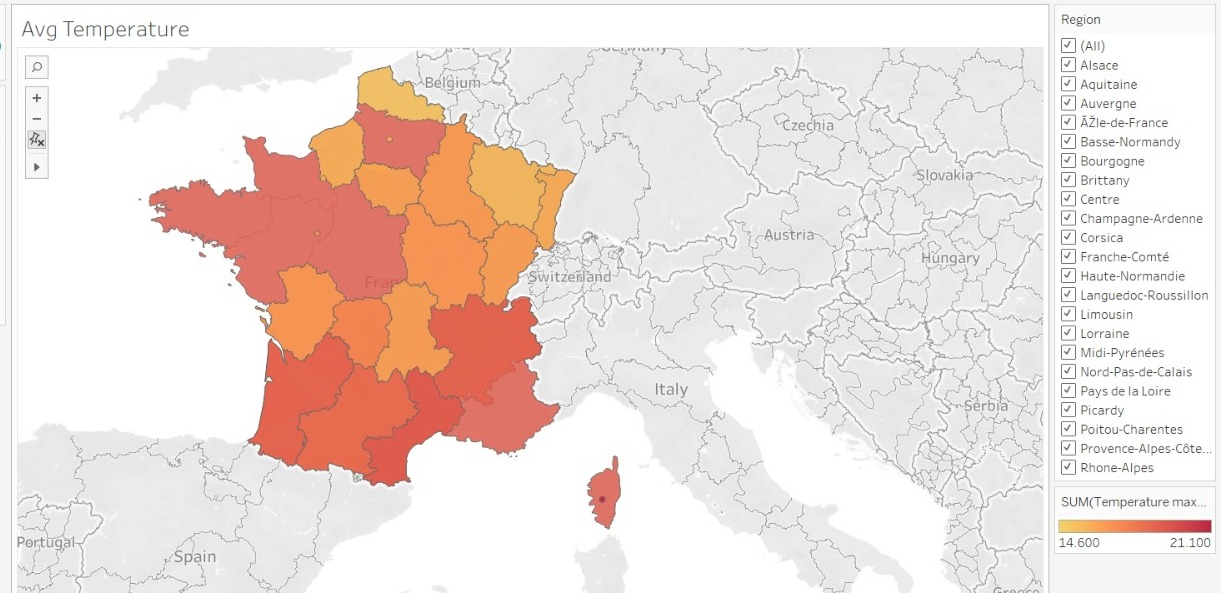 Avg Temperature
Belgium
Czechia
Slovakia
Austria
Hungary
Switzerland
Italy
Serbia
Portugal
Spain
Region
(All)
Alsace
Aquitaine
Auvergne
ÃŽle-de-France
Basse-Normandy
Bourgogne
Brittany
Centre
Champagne-Ardenne
Corsica
Franche-Comté
Haute-Normandie
Languedoc-Roussillon
Limousin
Lorraine
Midi-Pyrénées
Nord-Pas-de-Calais
Pays de la Loire
Picardy
Poitou-Charentes
Provence-Alpes-Côte...
Rhone-Alpes
SUM(Temperature max...
14.600 21.100